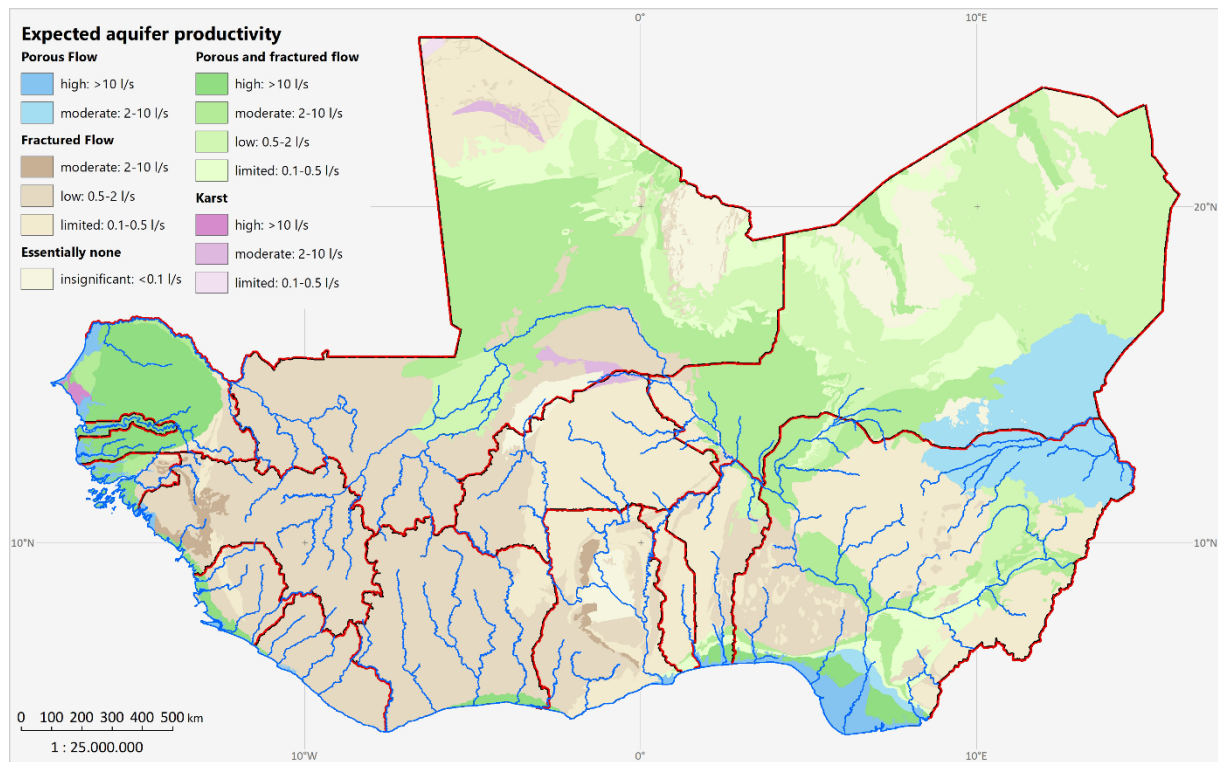 Expected aquifer productivity
Porous Flow
high: >10 l/s
moderate: 2-10 l/s
Fractured Flow
moderate: 2-10 l/s
low: 0.5-2 l/s
limited: 0.1-0.5 l/s
Essentially none
insignificant: <0.1 l/s
Porous and fractured flow
high: >10 l/s
moderate: 2-10 l/s
low: 0.5-2 l/s
limited: 0.1-0.5 l/s
Karst
high: >10 l/s
moderate: 2-10 l/s
limited: 0.1-0.5 l/s
0°
10°E
20°N
10°N
10°N
0 100 200 300 400 500 km
1 : 25.000.000
10°W
0°
10°E